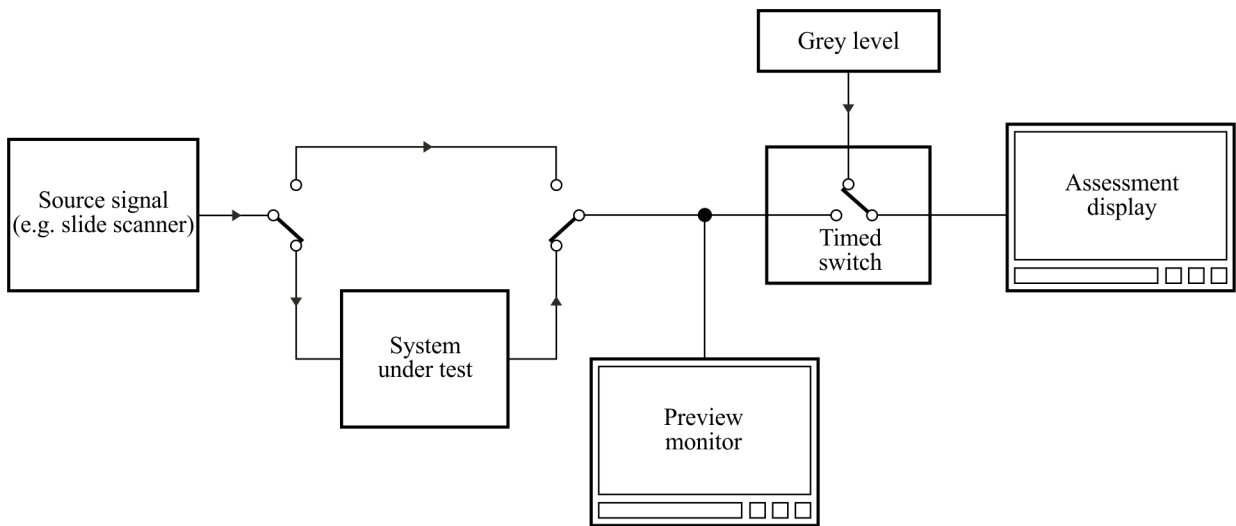 Grey level
Source signal
(e.g. slide scanner)
Assessment
display
Timed
switch
System
under test
Preview
monitor